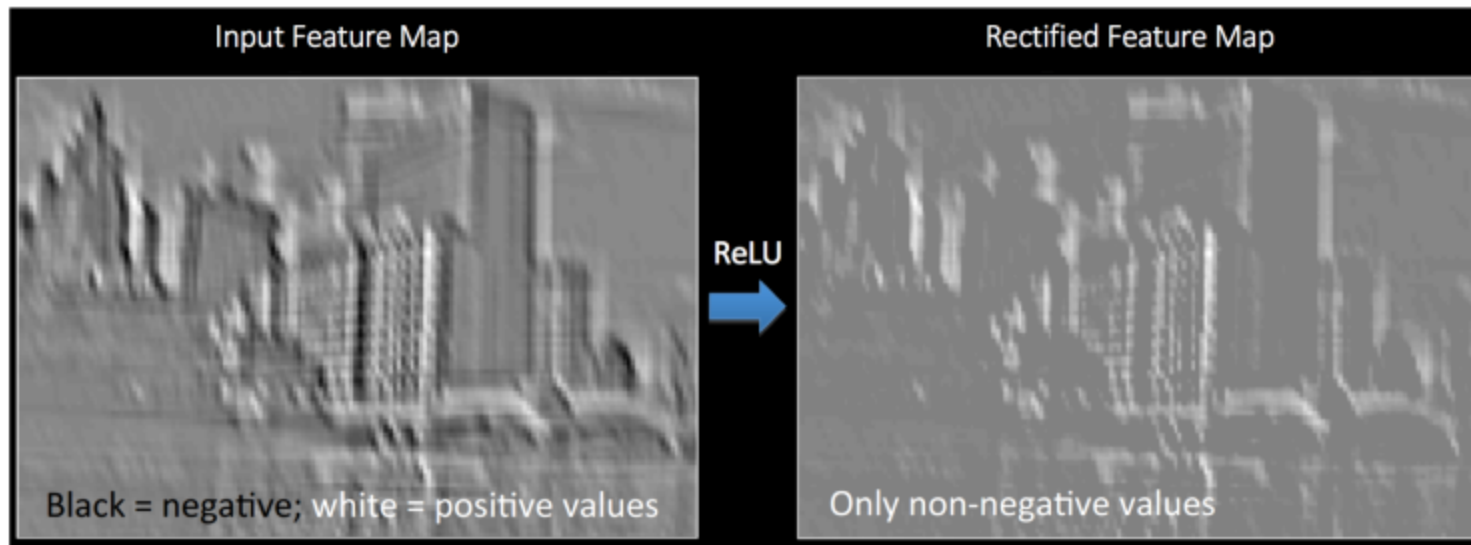 Input Feature Map
Rectified Feature Map
ReLU
Black = negative; white = positive values
Only non-negative values